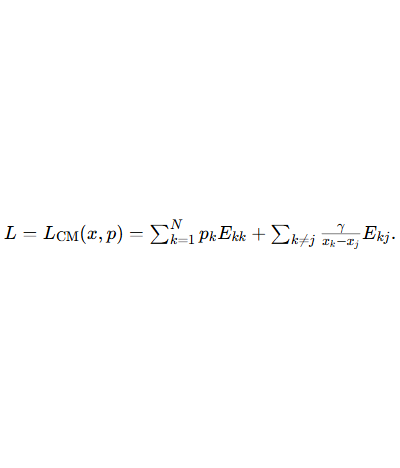 L = L_{\mathrm{CM}}(x, p) = \sum_{k=1}^{N} p_k E_{kk} + \sum_{k \neq j} \frac{\gamma}{x_k - x_j} E_{kj}.